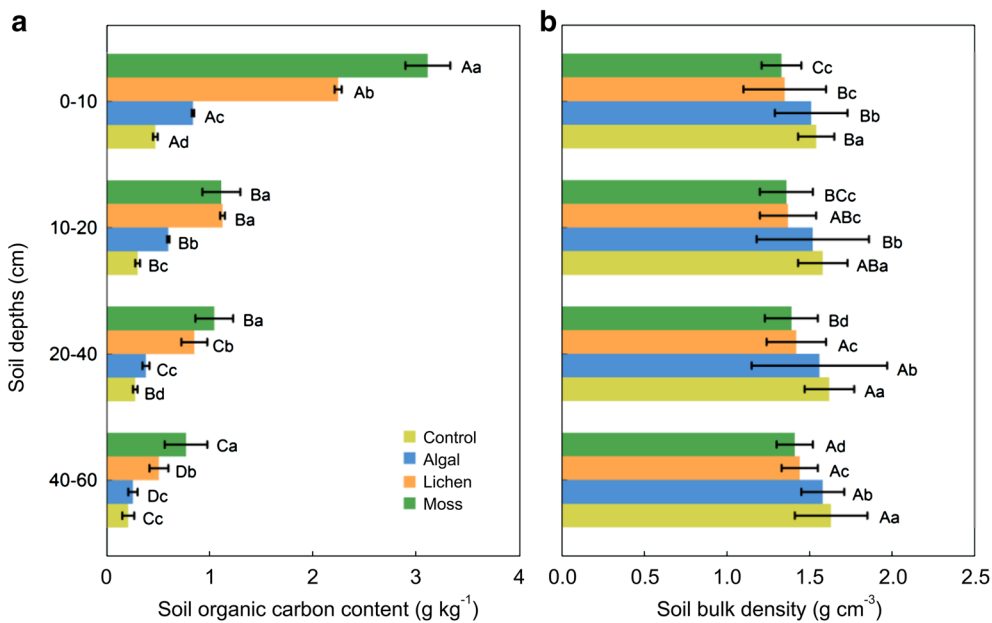 a
Soil depths (cm)
0-10
10-20
20-40
40-60
Aa
Ab
Ac
Ad
Ba
Ba
Bb
Bc
Ba
Cb
Cc
Bd
Ca
Db
Dc
Cc
Control
Algal
Lichen
Moss
0 1 2 3 4
Soil organic carbon content (g kg⁻¹)
b
Cc
Bc
Bb
Ba
BCc
ABc
Bb
ABa
Bd
Ac
Ab
Aa
Ad
Ac
Ab
Aa
0.0 0.5 1.0 1.5 2.0 2.5
Soil bulk density (g cm⁻³)